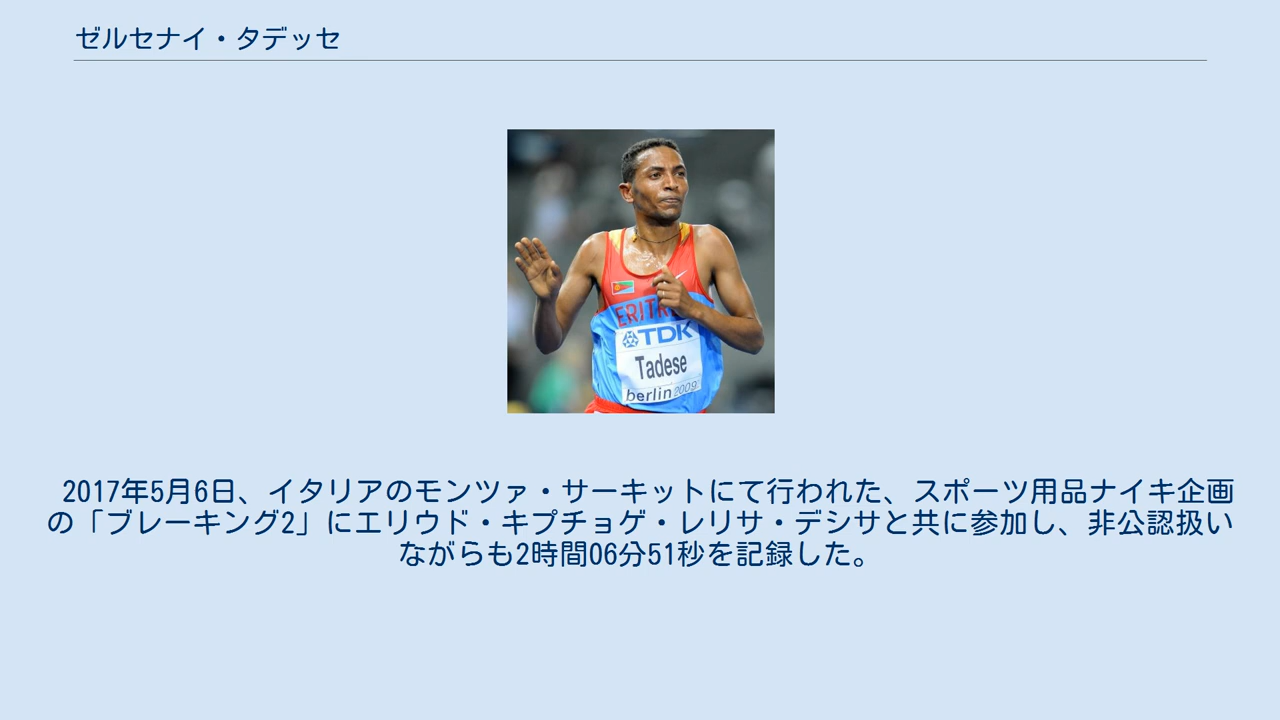 ゼルセナイ・タデッセ
ERITRE
TDK
Tadese
berlin 2009
2017年5月6日、イタリアのモンツァ・サーキットにて行われた、スポーツ用品ナイキ企画
の「ブレーキング2」にエリウド・キプチョゲ・レリサ・デシサと共に参加し、非公認扱い
ながらも2時間06分51秒を記録した。